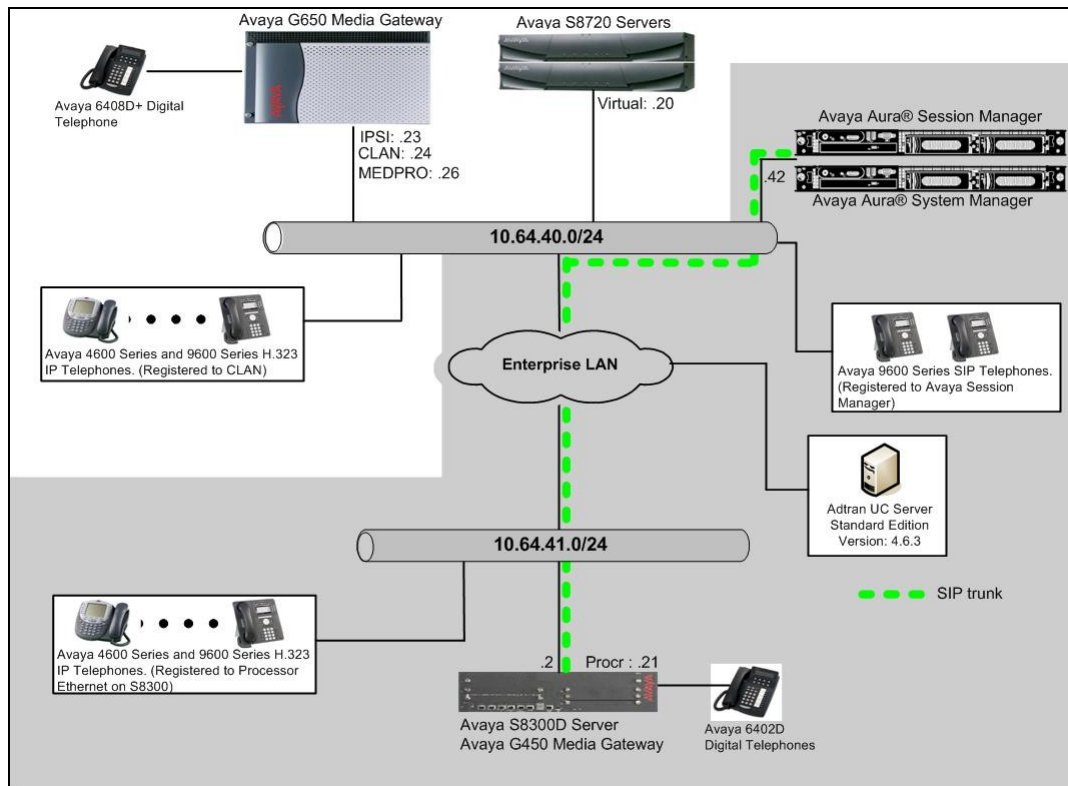 Avaya G650 Media Gateway
Avaya S8720 Servers
Avaya 6408D+ Digital
Telephone
Virtual: .20
IPSI: .23
CLAN: .24
MEDPRO: .26
Avaya Aura® Session Manager
.42
Avaya Aura® System Manager
10.64.40.0/24
Avaya 4600 Series and 9600 Series H.323
IP Telephones. (Registered to CLAN)
Enterprise LAN
Avaya 9600 Series SIP Telephones.
(Registered to Avaya Session
Manager)
Adtran UC Server
Standard Edition
Version: 4.6.3
10.64.41.0/24
SIP trunk
Avaya 4600 Series and 9600 Series H.323
IP Telephones. (Registered to Processor
Ethernet on S8300)
.2
Procr : .21
Avaya S8300D Server
Avaya G450 Media Gateway
Avaya 6402D
Digital Telephones